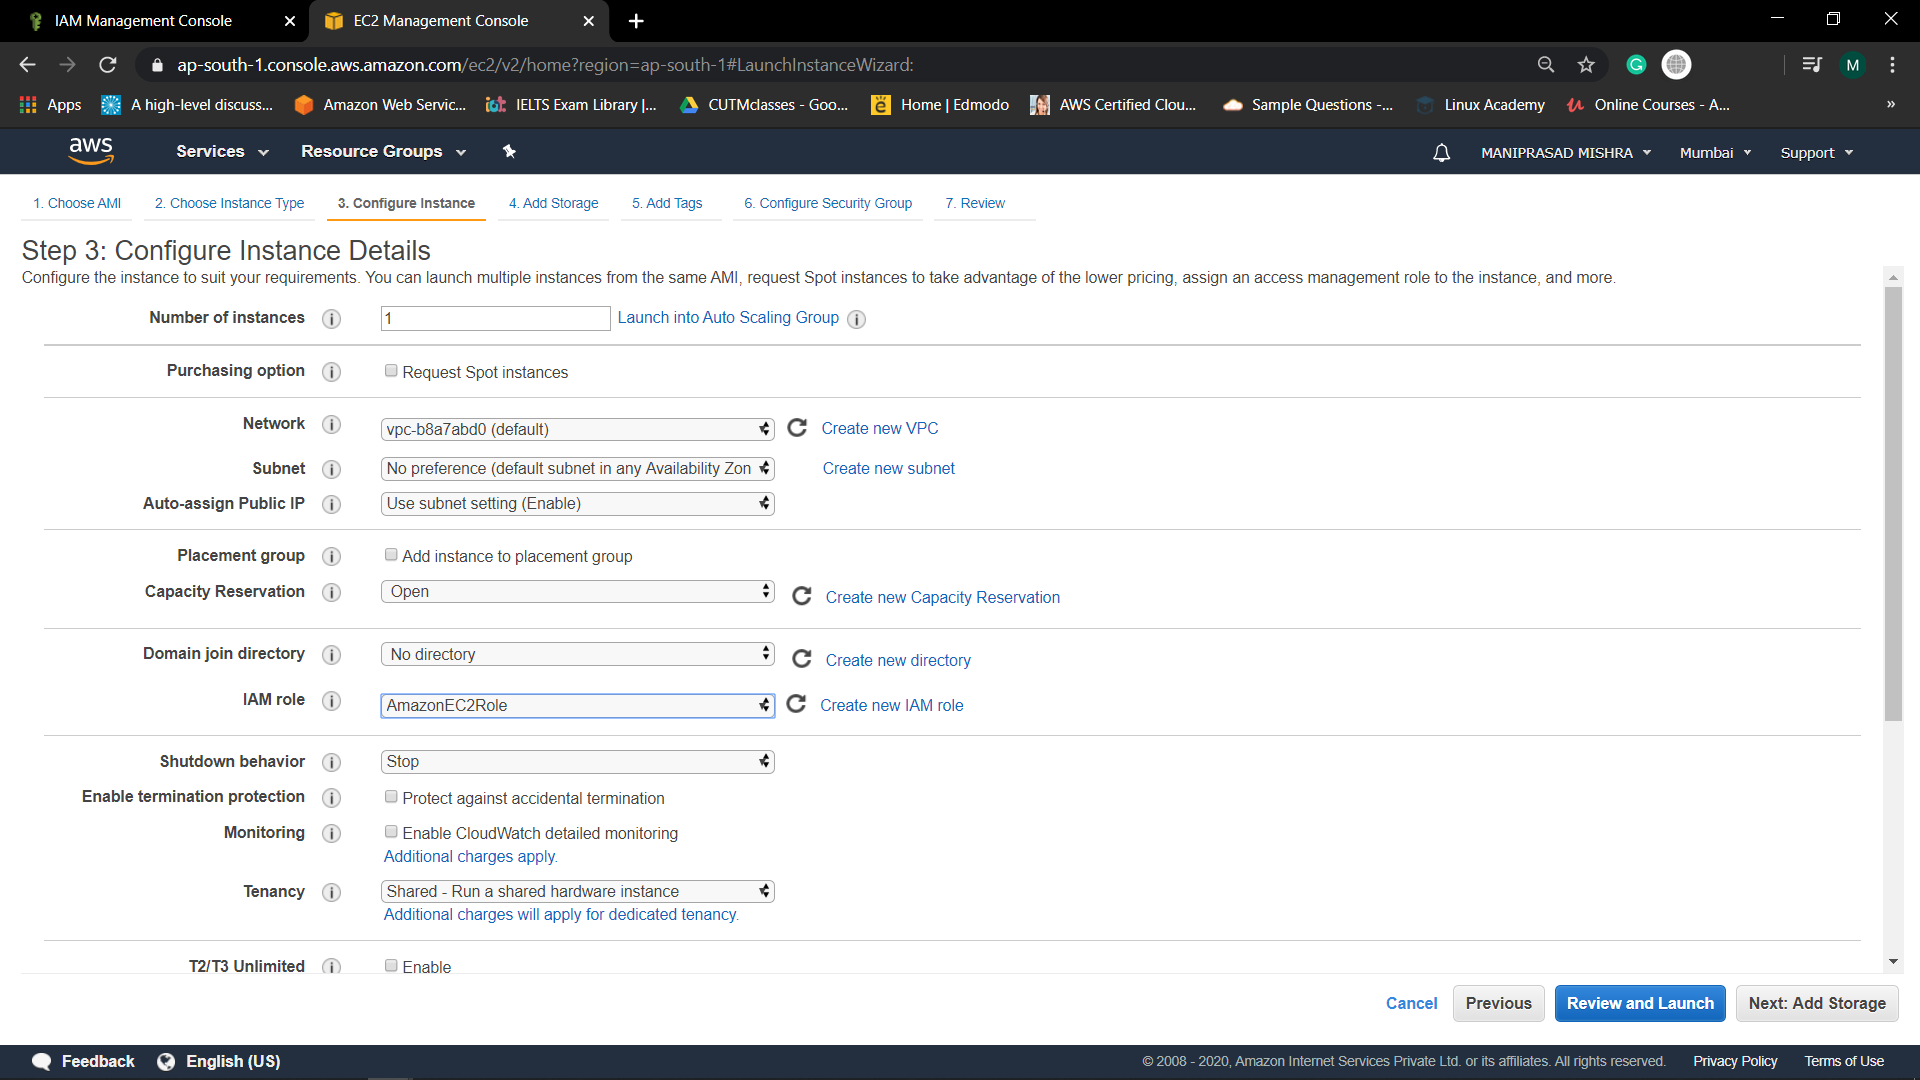 IAM Management Console
EC2 Management Console
ap-south-1.console.aws.amazon.com/ec2/v2/home?region=ap-south-1#LaunchInstanceWizard:
M
Apps
A high-level discuss...
Amazon Web Servic...
IELTS Exam Library |...
CUTMclasses - Goo...
Home | Edmodo
AWS Certified Clou...
Sample Questions -...
Linux Academy
Online Courses - A...
»
aws
Services
Resource Groups
MANIPRASAD MISHRA
Mumbai
Support
1. Choose AMI
2. Choose Instance Type
3. Configure Instance
4. Add Storage
5. Add Tags
6. Configure Security Group
7. Review
Step 3: Configure Instance Details
Configure the instance to suit your requirements. You can launch multiple instances from the same AMI, request Spot instances to take advantage of the lower pricing, assign an access management role to the instance, and more.
Number of instances
1
Launch into Auto Scaling Group
Purchasing option
Request Spot instances
Network
vpc-b8a7abd0 (default)
Create new VPC
Subnet
No preference (default subnet in any Availability Zon
Create new subnet
Auto-assign Public IP
Use subnet setting (Enable)
Placement group
Add instance to placement group
Capacity Reservation
Open
Create new Capacity Reservation
Domain join directory
No directory
Create new directory
IAM role
AmazonEC2Role
Create new IAM role
Shutdown behavior
Stop
Enable termination protection
Protect against accidental termination
Monitoring
Enable CloudWatch detailed monitoring
Additional charges apply.
Tenancy
Shared - Run a shared hardware instance
Additional charges will apply for dedicated tenancy.
T2/T3 Unlimited
Enable
Cancel
Previous
Review and Launch
Next: Add Storage
Feedback
English (US)
© 2008 - 2020, Amazon Internet Services Private Ltd. or its affiliates. All rights reserved.
Privacy Policy
Terms of Use